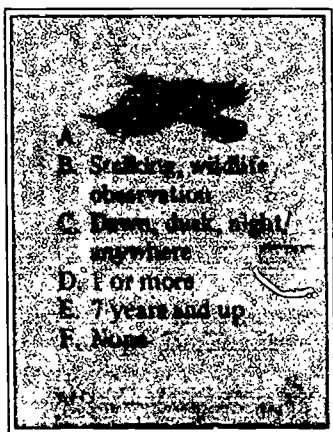 A
B. Stalking, wildlife
observation
C. Dawn, dusk, night/
anywhere
D. 1 or more
E. 7 years and up
F. None